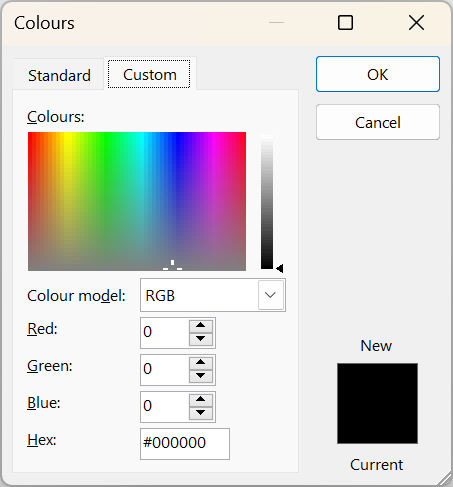 Colours
Standard
Custom
OK
Cancel
Colours:
Colour model:
RGB
Red:
0
Green:
0
Blue:
0
Hex:
#000000
New
Current